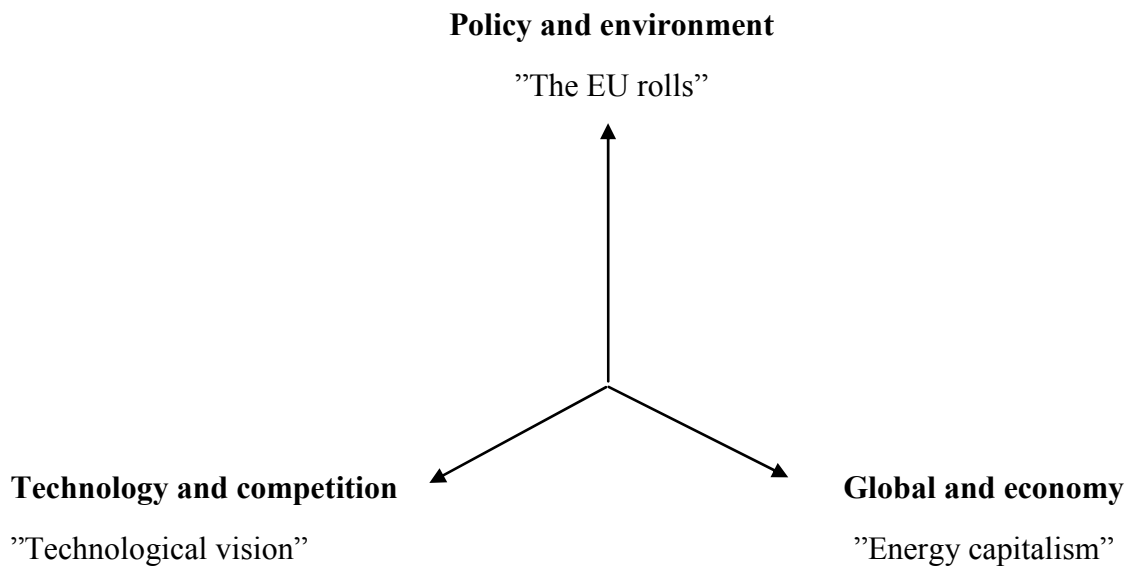 Policy and environment
”The EU rolls”
Technology and competition
Global and economy
”Technological vision”
”Energy capitalism”